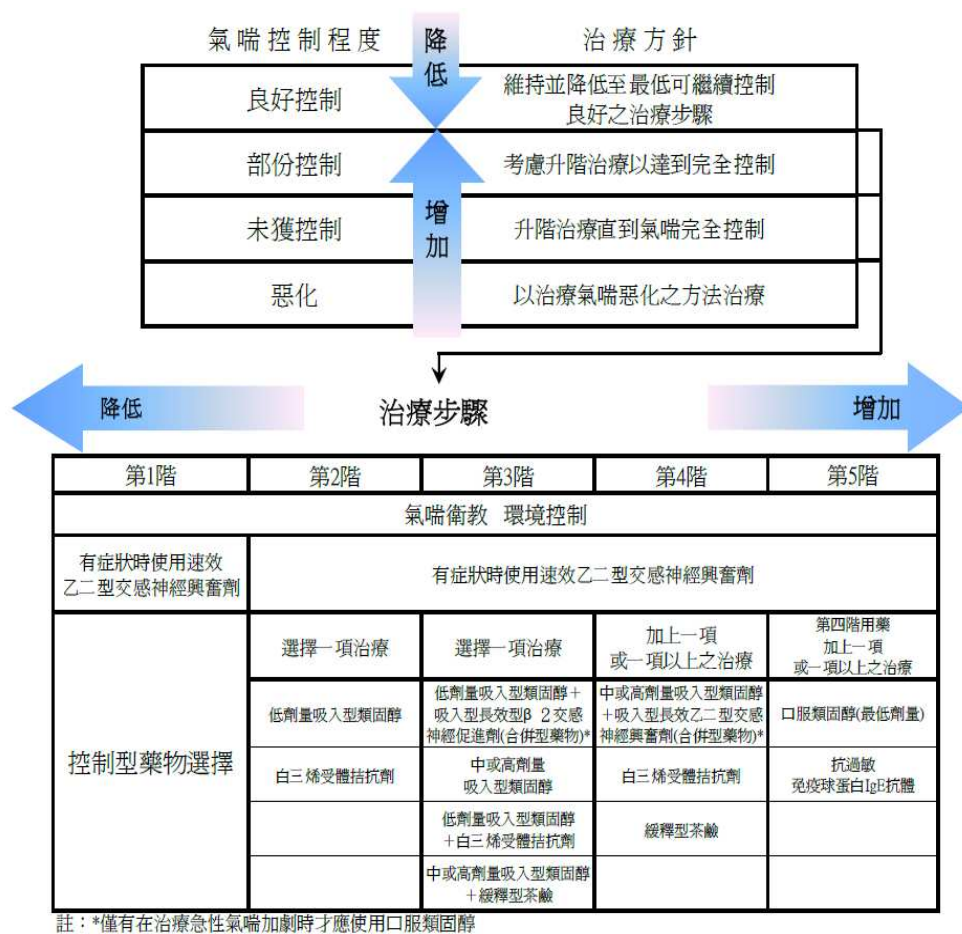 氣喘控制程度
降低
治療方針
良好控制
維持並降低至最低可繼續控制
良好之治療步驟
部份控制
考慮升階治療以達到完全控制
增加
未獲控制
升階治療直到氣喘完全控制
惡化
以治療氣喘惡化之方法治療
降低
治療步驟
增加
第1階
第2階
第3階
第4階
第5階
氣喘衛教 環境控制
有症狀時使用速效
乙二型交感神經興奮劑
有症狀時使用速效乙二型交感神經興奮劑
控制型藥物選擇
選擇一項治療
選擇一項治療
加上一項
或一項以上之治療
第四階用藥
加上一項
或一項以上之治療
低劑量吸入型類固醇
低劑量吸入型類固醇+
吸入型長效型β 2交感
神經促進劑(合併型藥物)*
中或高劑量吸入型類固醇
+吸入型長效乙二型交感
神經興奮劑(合併型藥物)*
口服類固醇(最低劑量)
白三烯受體拮抗劑
中或高劑量
吸入型類固醇
白三烯受體拮抗劑
抗過敏
免疫球蛋白IgE抗體
低劑量吸入型類固醇
+白三烯受體拮抗劑
緩釋型茶鹼
中或高劑量吸入型類固醇
+緩釋型茶鹼
註：*僅有在治療急性氣喘加劇時才應使用口服類固醇